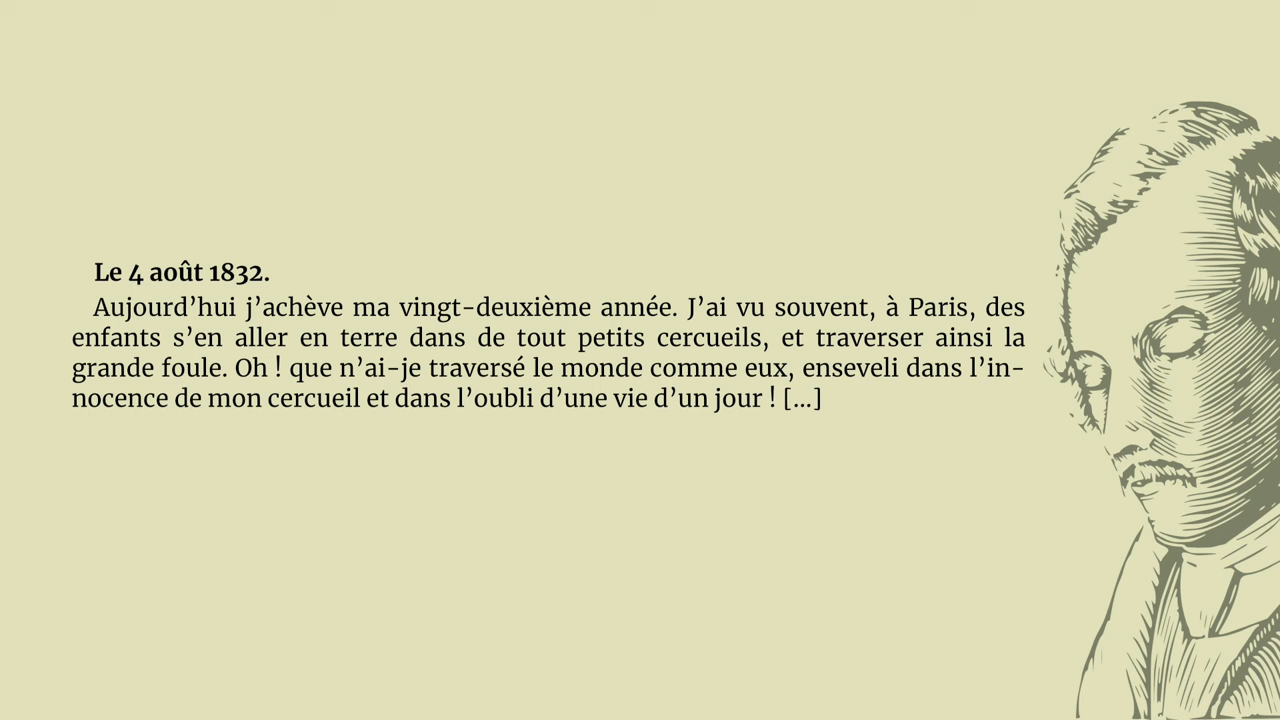 Le 4 août 1832.
Aujourd’hui j’achève ma vingt-deuxième année. J’ai vu souvent, à Paris, des
enfants s’en aller en terre dans de tout petits cercueils, et traverser ainsi la
grande foule. Oh ! que n’ai-je traversé le monde comme eux, enseveli dans l’in-
nocence de mon cercueil et dans l’oubli d’une vie d’un jour ! [...]